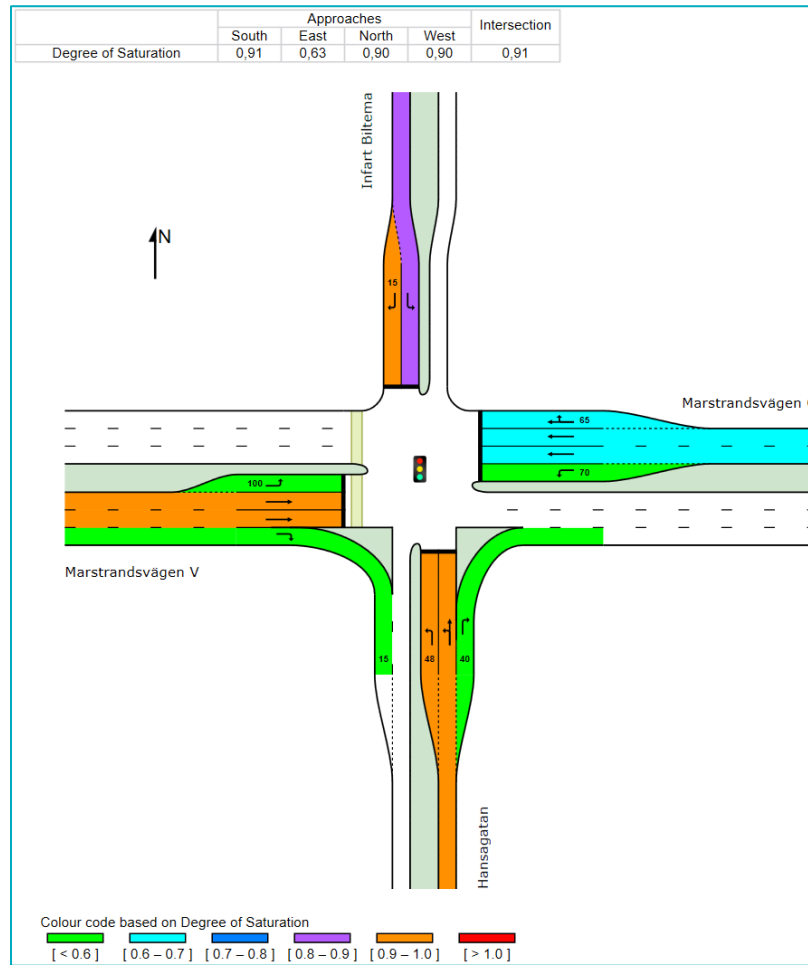 Approaches
Intersection
South East North West
Degree of Saturation 0,91 0,63 0,90 0,90 0,91
Infart Biltema
N
15
65
Marstrandsvägen
70
100
Marstrandsvägen V
15
48
40
Hansagatan
Colour code based on Degree of Saturation
[ < 0.6 ] [ 0.6 – 0.7 ] [ 0.7 – 0.8 ] [ 0.8 – 0.9 ] [ 0.9 – 1.0 ] [ > 1.0 ]